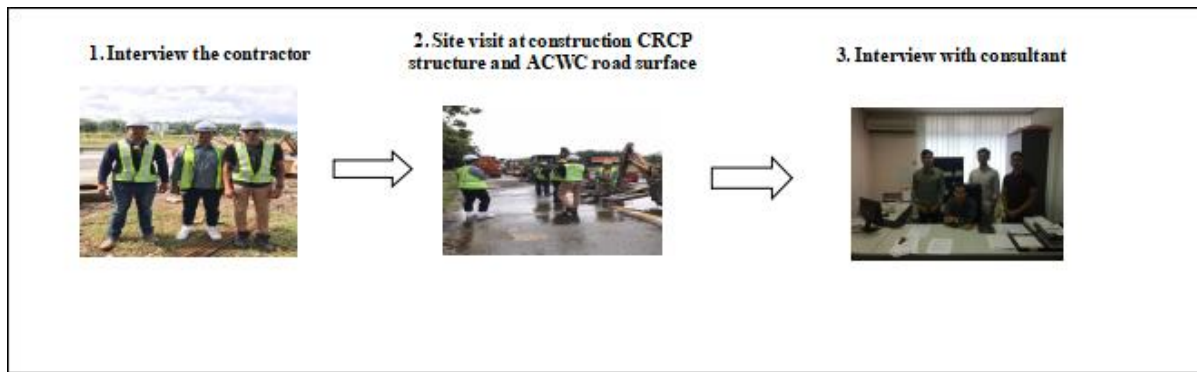 1. Interview the contractor
2. Site visit at construction CRCP
structure and ACWC road surface
3. Interview with consultant